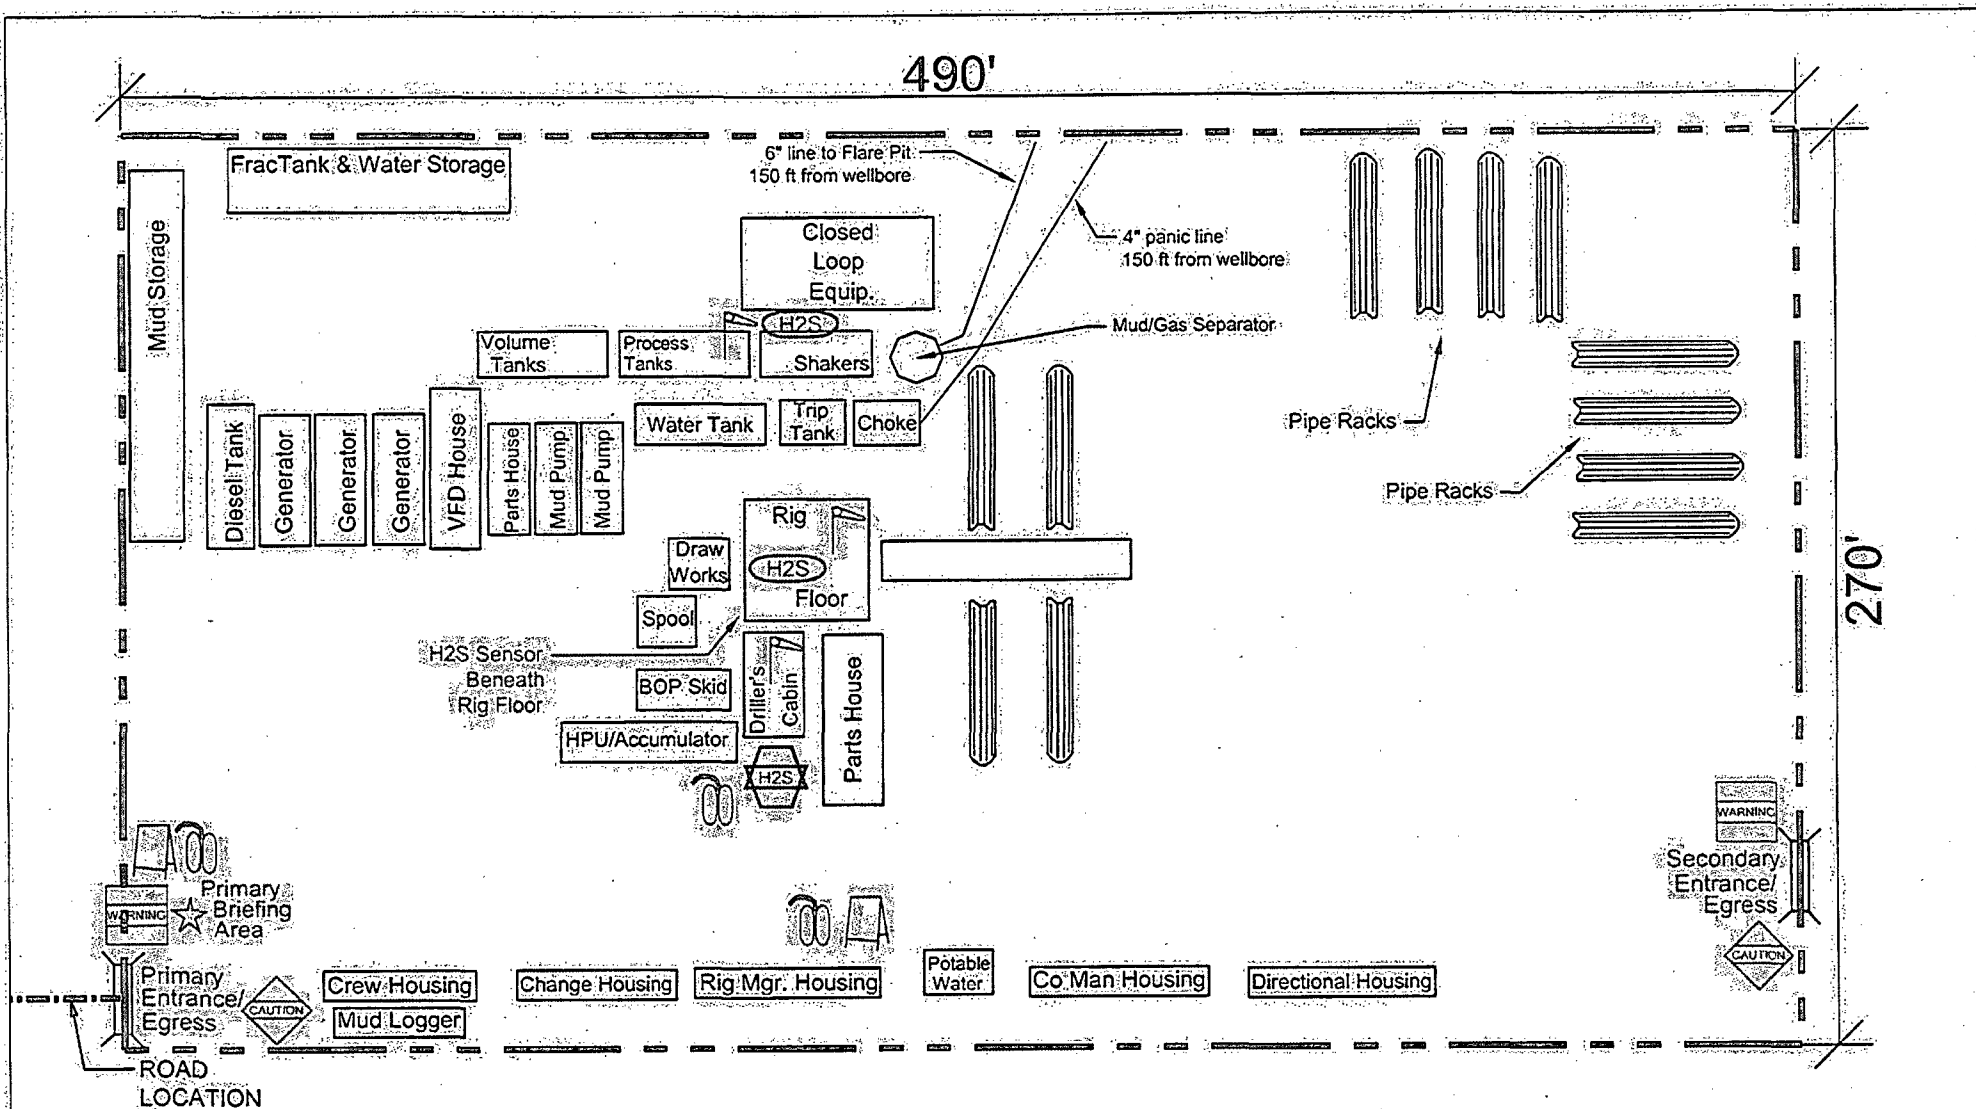 490'
FracTank & Water Storage
6" line to Flare Pit
150 ft from wellbore
Mud Storage
Closed
Loop
Equip.
4" panic line
150 ft from wellbore
H2S
Volume
Tanks
Process
Tanks
Shakers
Mud/Gas Separator
Diesel Tank
Generator
Generator
Generator
VFD House
Parts House
Mud Pump
Mud Pump
Water Tank
Trip
Tank
Choke
Pipe Racks
Pipe Racks
270'
Rig
H2S
Floor
Draw
Works
Spool
H2S Sensor
Beneath
Rig Floor
BOP Skid
Driller's
Cabin
Parts House
HPU/Accumulator
H2S
WARNING
Secondary
Entrance/
Egress
CAUTION
WARNING
Primary
Briefing
Area
Primary
Entrance/
Egress
CAUTION
Crew Housing
Mud Logger
Change Housing
Rig Mgr. Housing
Potable
Water
Co Man Housing
Directional Housing
ROAD
LOCATION